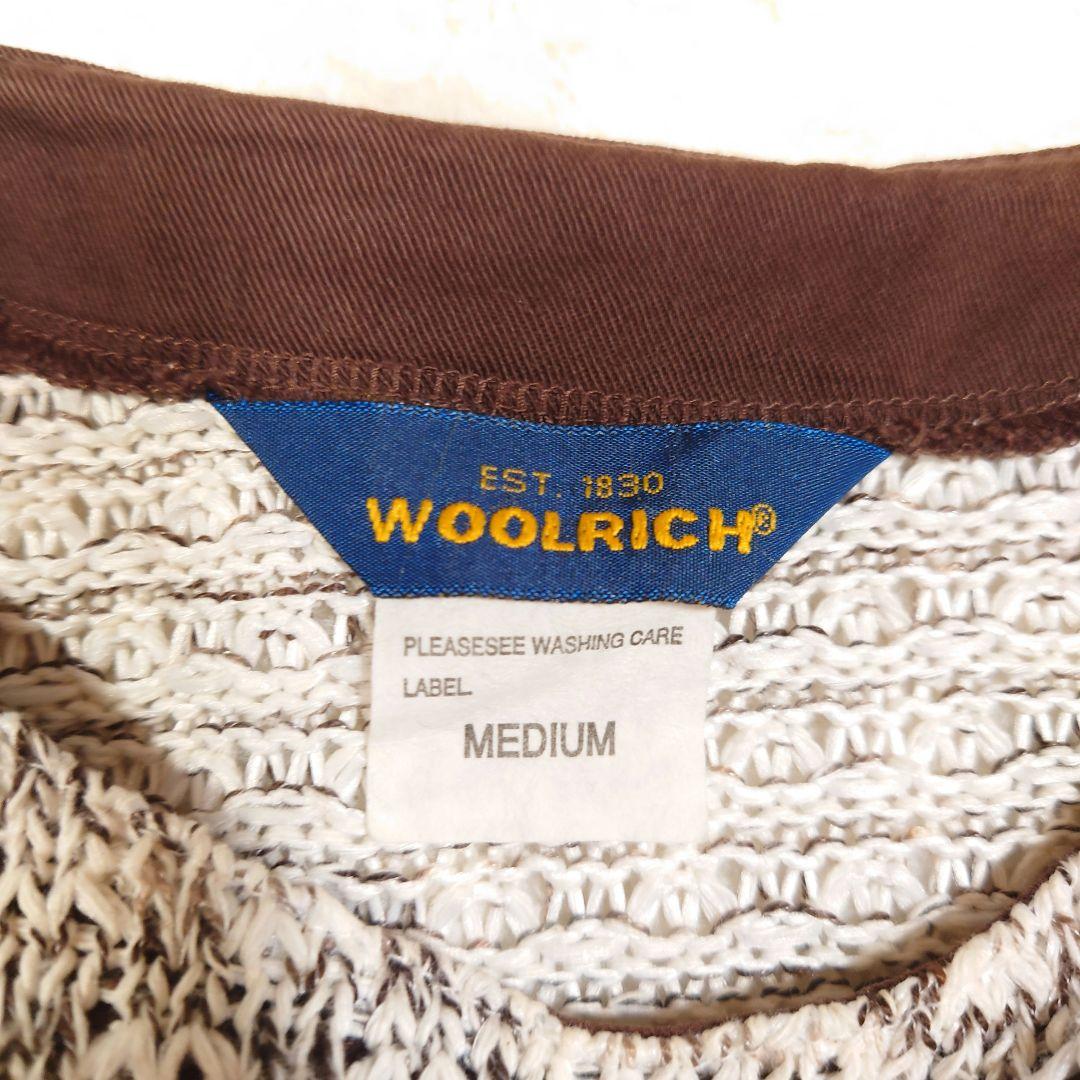 EST. 1830
WOOLRICH®
PLEASESEE WASHING CARE
LABEL
MEDIUM